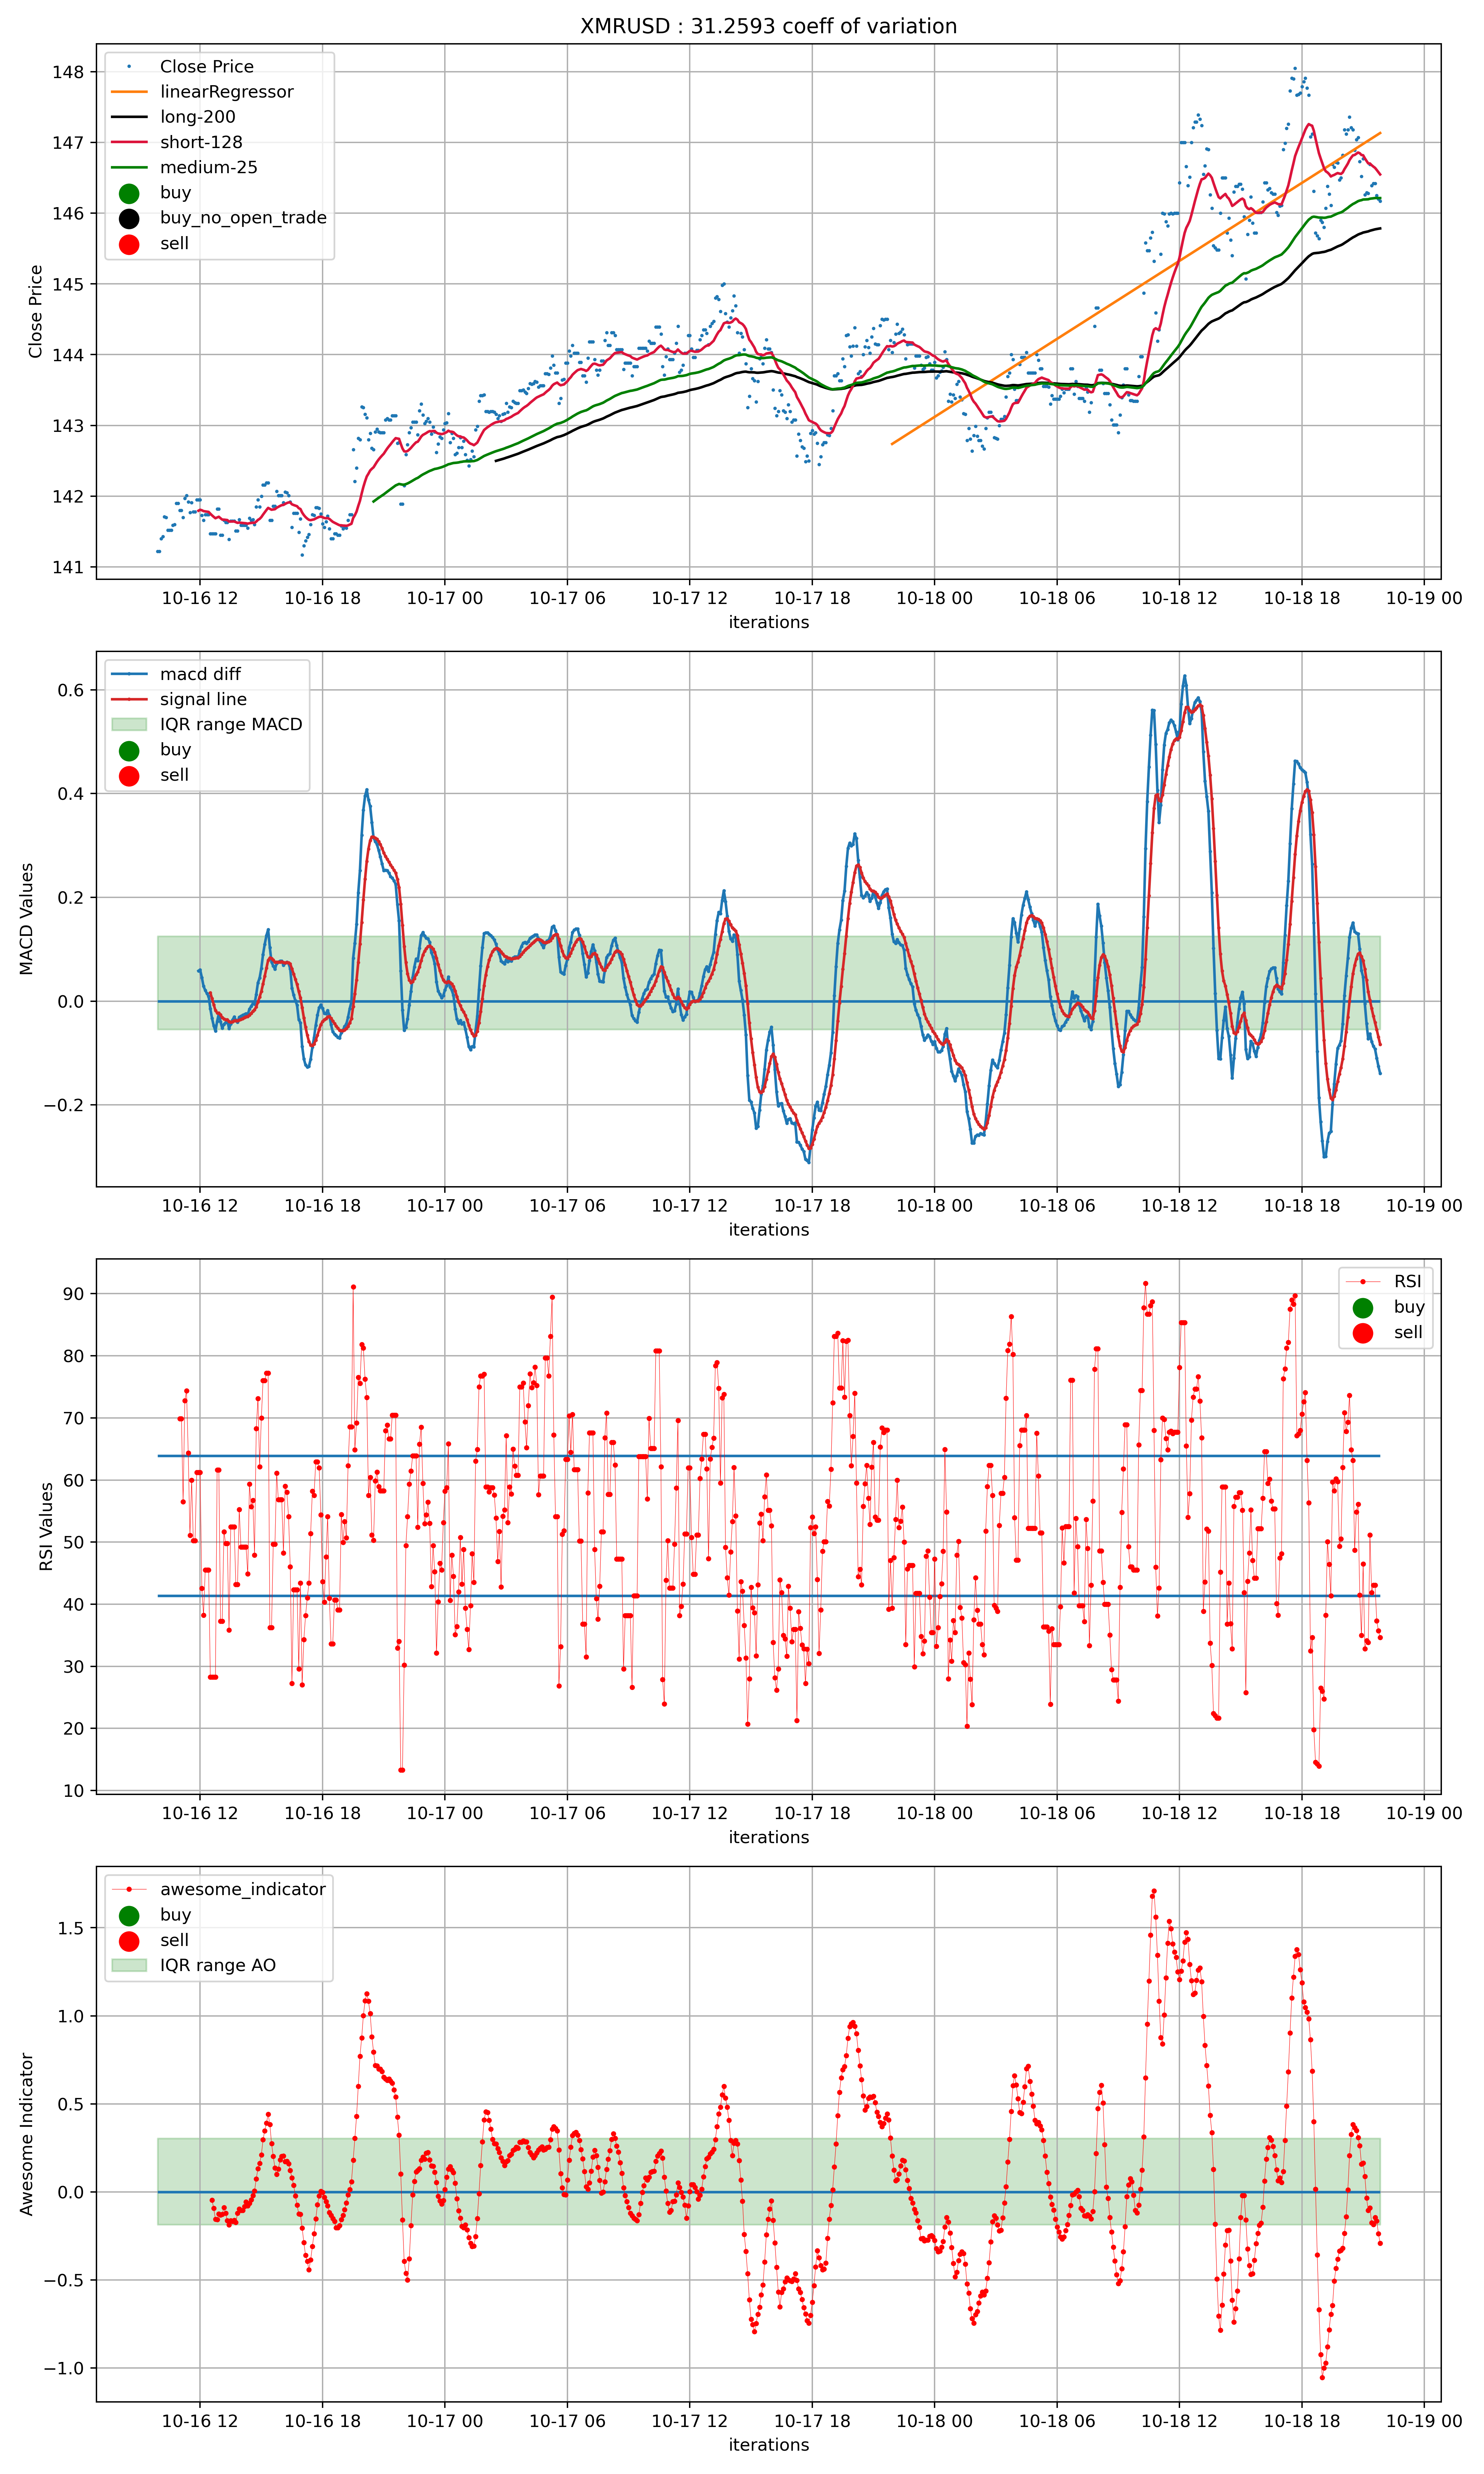 XMRUSD : 31.2593 coeff of variation
Close Price
linearRegressor
long-200
short-128
medium-25
buy
buy_no_open_trade
sell
148
147
146
145
144
143
142
141
Close Price
10-16 12 10-16 18 10-17 00 10-17 06 10-17 12 10-17 18 10-18 00 10-18 06 10-18 12 10-18 18 10-19 00
iterations
macd diff
signal line
IQR range MACD
buy
sell
0.6
0.4
0.2
0.0
−0.2
MACD Values
10-16 12 10-16 18 10-17 00 10-17 06 10-17 12 10-17 18 10-18 00 10-18 06 10-18 12 10-18 18 10-19 00
iterations
RSI
buy
sell
90
80
70
60
50
40
30
20
10
RSI Values
10-16 12 10-16 18 10-17 00 10-17 06 10-17 12 10-17 18 10-18 00 10-18 06 10-18 12 10-18 18 10-19 00
iterations
awesome_indicator
buy
sell
IQR range AO
1.5
1.0
0.5
0.0
−0.5
−1.0
Awesome Indicator
10-16 12 10-16 18 10-17 00 10-17 06 10-17 12 10-17 18 10-18 00 10-18 06 10-18 12 10-18 18 10-19 00
iterations